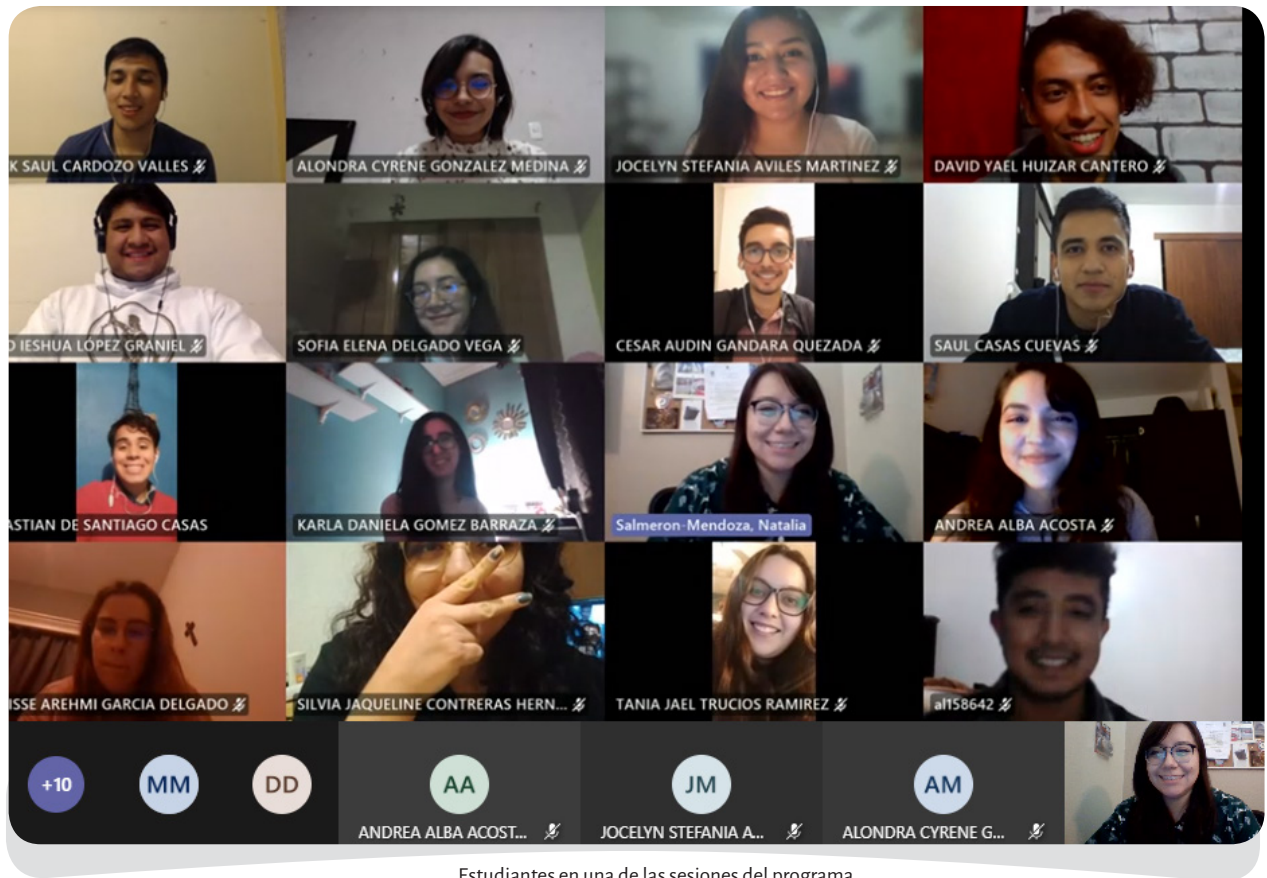 K SAUL CARDOZO VALLES
ALONDRA CYRENE GONZALEZ MEDINA
JOCELYN STEFANIA AVILES MARTINEZ
DAVID YAEL HUIZAR CANTERO
IESHUA LÓPEZ GRANIEL
SOFIA ELENA DELGADO VEGA
CESAR AUDIN GANDARA QUEZADA
SAUL CASAS CUEVAS
ASTIAN DE SANTIAGO CASAS
KARLA DANIELA GOMEZ BARRAZA
Salmeron-Mendoza, Natalia
ANDREA ALBA ACOSTA
ISSE AREHMI GARCIA DELGADO
SILVIA JAQUELINE CONTRERAS HERN...
TANIA JAEL TRUCIOS RAMIREZ
al158642
+10
MM
DD
AA
JM
AM
ANDREA ALBA ACOST...
JOCELYN STEFANIA A...
ALONDRA CYRENE G...
Estudiantes en una de las sesiones del programa